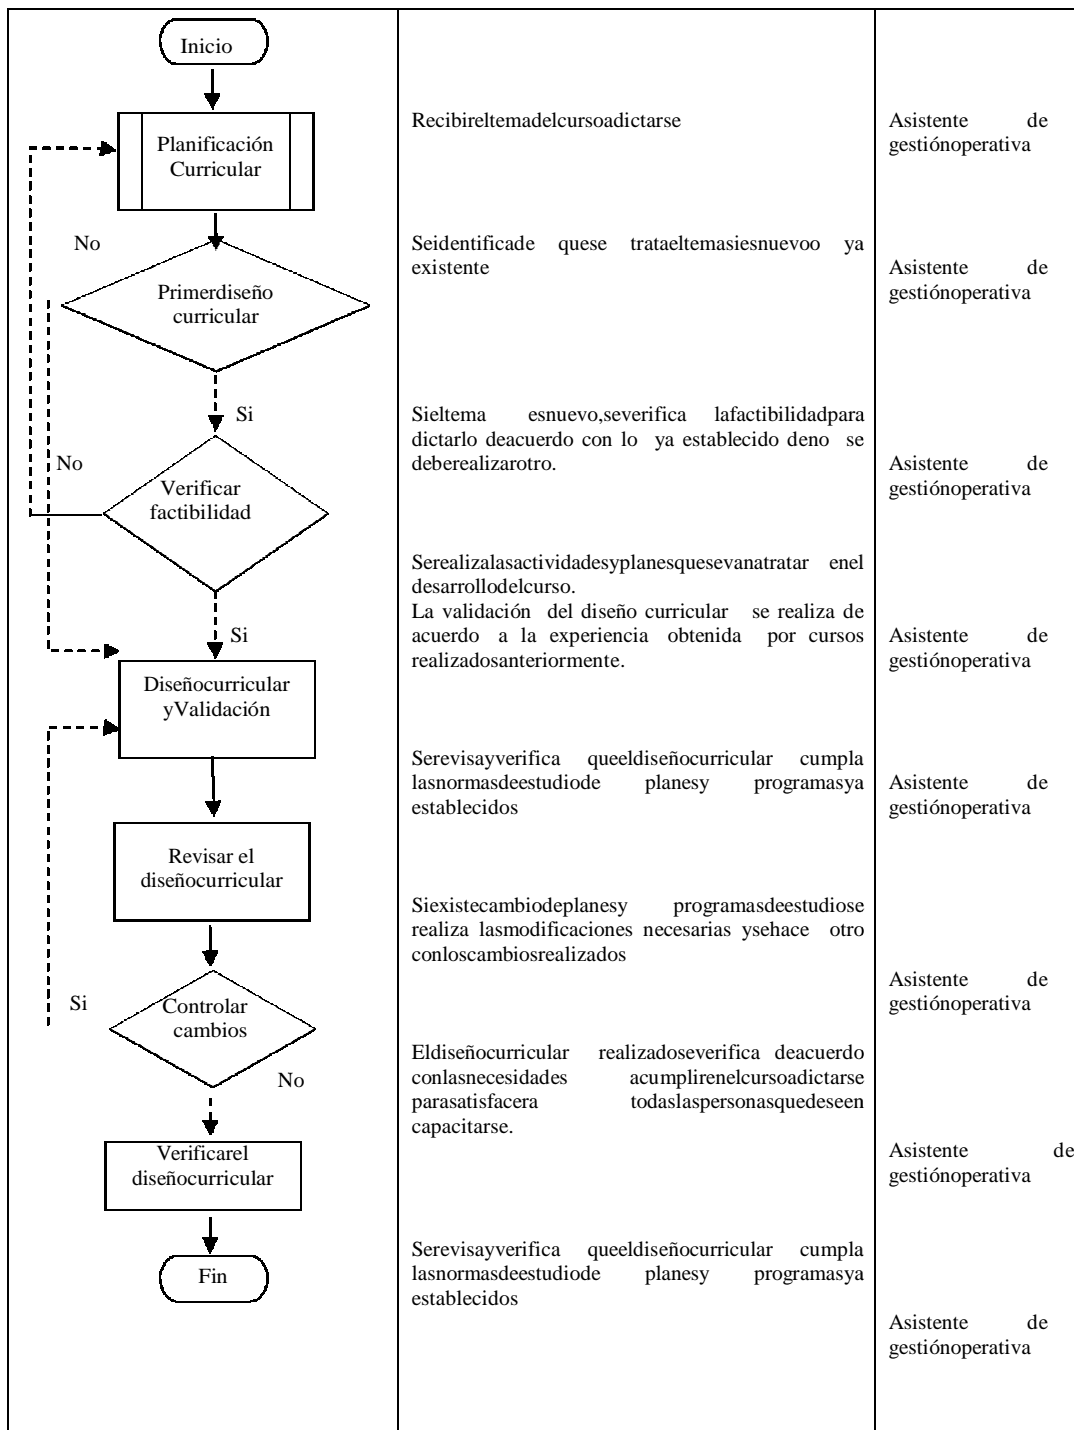 Inicio
Planificación
Curricular
No
Primerdiseño
curricular
Si
No
Verificar
factibilidad
Si
Diseñocurricular
yValidación
Revisar el
diseñocurricular
Si
Controlar
cambios
No
Verificarel
diseñocurricular
Fin
Recibireltemadelcursoadictarse
Seidentificade quese trataeltemasiesnuevoo ya
existente
Sieltema esnuevo,severifica lafactibilidadpara
dictarlo deacuerdo con lo ya establecido deno se
deberealizarotro.
Serealizalasactividadesyplanesquesevanatratar enel
desarrollodelcurso.
La validación del diseño curricular se realiza de
acuerdo a la experiencia obtenida por cursos
realizadosanteriormente.
Serevisayverifica queeldiseñocurricular cumpla
lasnormasdeestudiode planesy programasya
establecidos
Siexistecambiodeplanesy programasdeestudiose
realiza lasmodificaciones necesarias ysehace otro
conloscambiosrealizados
Eldiseñocurricular realizadoseverifica deacuerdo
conlasnecesidades acumplirenelcursoadictarse
parasatisfacera todaslaspersonasquedeseen
capacitarse.
Serevisayverifica queeldiseñocurricular cumpla
lasnormasdeestudiode planesy programasya
establecidos
Asistente de
gestiónoperativa
Asistente de
gestiónoperativa
Asistente de
gestiónoperativa
Asistente de
gestiónoperativa
Asistente de
gestiónoperativa
Asistente de
gestiónoperativa
Asistente de
gestiónoperativa
Asistente de
gestiónoperativa